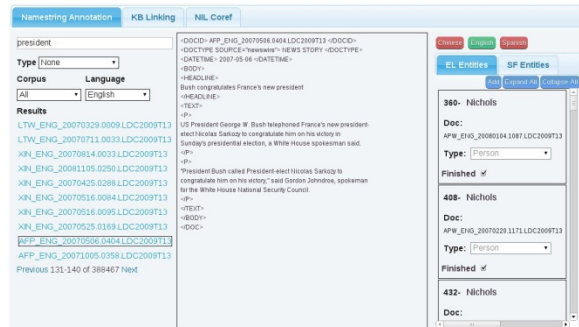 Namestring Annotation
KB Linking
NIL Coref
president
Type None
Corpus Language
All English
Results
LTW_ENG_20070329.0009.LDC2009T13
LTW_ENG_20070711.0033.LDC2009T13
XIN_ENG_20070814.0033.LDC2009T13
XIN_ENG_20081105.0250.LDC2009T13
XIN_ENG_20070425.0288.LDC2009T13
XIN_ENG_20070516.0084.LDC2009T13
XIN_ENG_20070516.0095.LDC2009T13
XIN_ENG_20070525.0169.LDC2009T13
AFP_ENG_20070506.0404.LDC2009T13
AFP_ENG_20071005.0358.LDC2009T13
Previous 131-140 of 388467 Next
<DOCID> AFP_ENG_20070506.0404.LDC2009T13 </DOCID>
<DOCTYPE SOURCE="newswire"> NEWS STORY </DOCTYPE>
<DATETIME> 2007-05-06 </DATETIME>
<BODY>
<HEADLINE>
Bush congratulates France's new president
</HEADLINE>
<TEXT>
<P>
US President George W. Bush telephoned France's new president-
elect Nicolas Sarkozy to congratulate him on his victory in
Sunday's presidential election, a White House spokesman said.
</P>
<P>
"President Bush called President-elect Nicolas Sarkozy to
congratulate him on his victory," said Gordon Johndroe, spokesman
for the White House National Security Council.
</P>
</TEXT>
</BODY>
</DOC>
Chinese English Spanish
EL Entities SF Entities
Add Expand All Collapse All
360- Nichols
Doc:
APW_ENG_20080104.1087.LDC2009T13
Type: Person
Finished
408- Nichols
Doc:
APW_ENG_20070220.1171.LDC2009T13
Type: Person
Finished
432- Nichols
Doc: